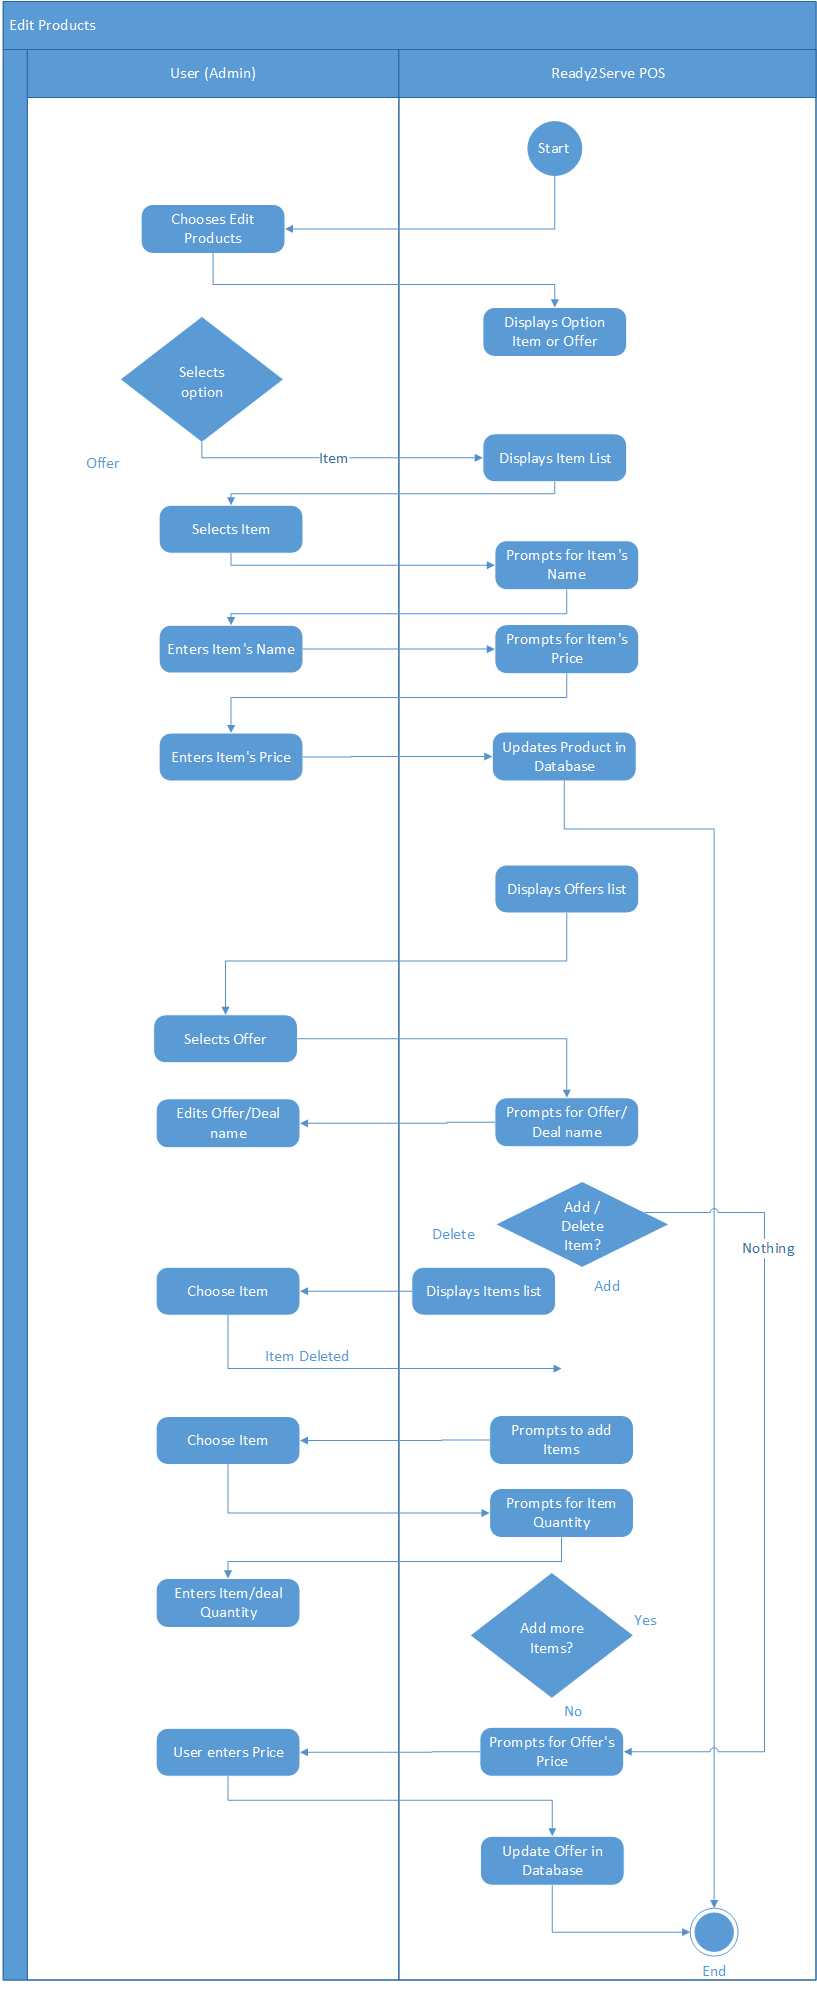 Edit Products
User (Admin)
Ready2Serve POS
Start
Chooses Edit
Products
Displays Option
Item or Offer
Selects
option
Offer
Item
Displays Item List
Selects Item
Prompts for Item's
Name
Enters Item's Name
Prompts for Item's
Price
Enters Item's Price
Updates Product in
Database
Displays Offers list
Selects Offer
Edits Offer/Deal
name
Prompts for Offer/
Deal name
Add /
Delete
Item?
Delete
Nothing
Add
Choose Item
Displays Items list
Item Deleted
Choose Item
Prompts to add
Items
Prompts for Item
Quantity
Enters Item/deal
Quantity
Add more
Items?
Yes
No
User enters Price
Prompts for Offer's
Price
Update Offer in
Database
End